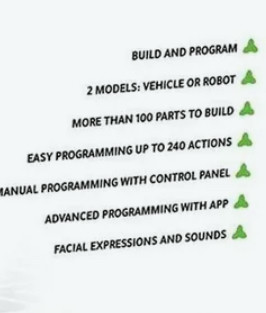 BUILD AND PROGRAM
2 MODELS: VEHICLE OR ROBOT
MORE THAN 100 PARTS TO BUILD
EASY PROGRAMMING UP TO 240 ACTIONS
MANUAL PROGRAMMING WITH CONTROL PANEL
ADVANCED PROGRAMMING WITH APP
FACIAL EXPRESSIONS AND SOUNDS